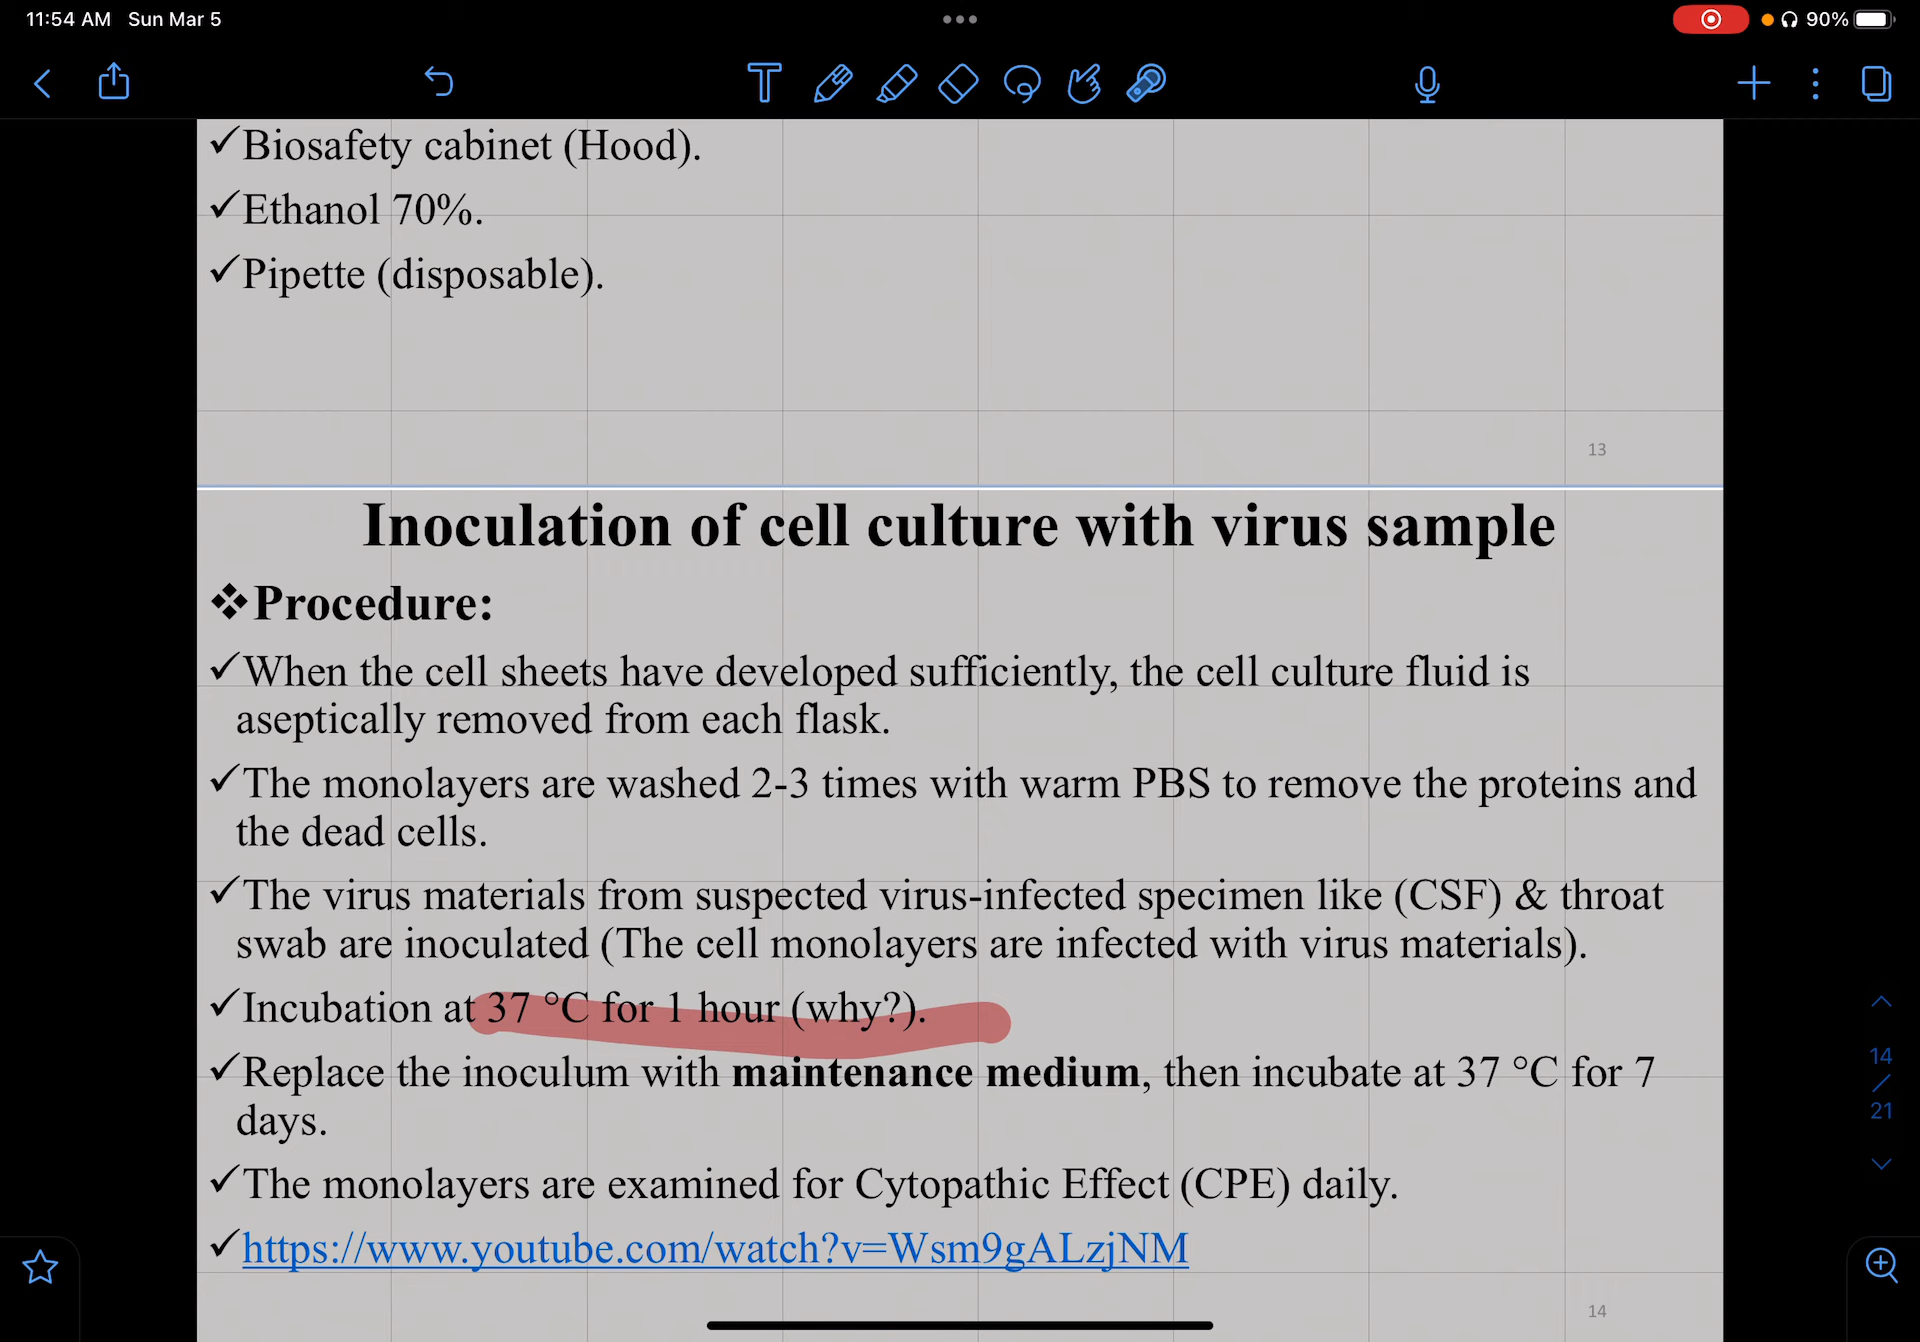 11:54 AM Sun Mar 5
90%
✓Biosafety cabinet (Hood).
✓Ethanol 70%.
✓Pipette (disposable).
13
Inoculation of cell culture with virus sample
❖Procedure:
✓When the cell sheets have developed sufficiently, the cell culture fluid is
aseptically removed from each flask.
✓The monolayers are washed 2-3 times with warm PBS to remove the proteins and
the dead cells.
✓The virus materials from suspected virus-infected specimen like (CSF) & throat
swab are inoculated (The cell monolayers are infected with virus materials).
✓Incubation at 37 °C for 1 hour (why?).
✓Replace the inoculum with maintenance medium, then incubate at 37 °C for 7
days.
✓The monolayers are examined for Cytopathic Effect (CPE) daily.
✓https://www.youtube.com/watch?v=Wsm9gALzjNM
14
14
/
21